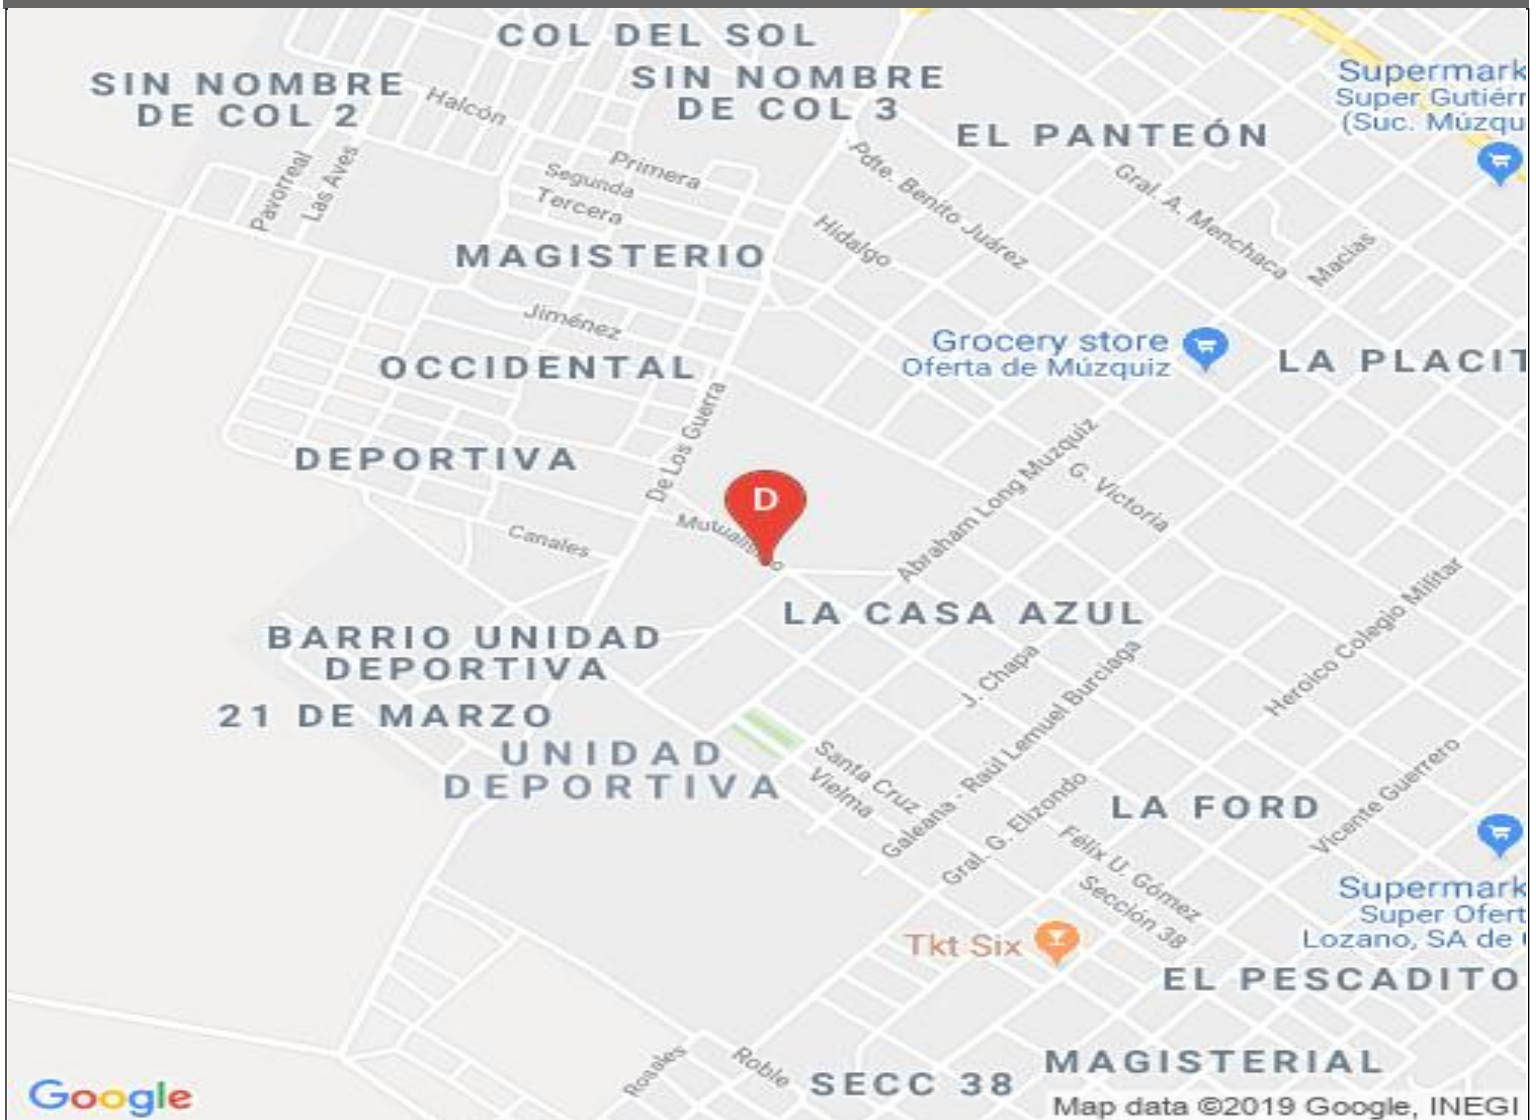 COL DEL SOL
SIN NOMBRE
DE COL 2
SIN NOMBRE
DE COL 3
Halcón
EL PANTEÓN
Supermark
Super Gutiérr
(Suc. Múzqu
Pavorreal
Las Aves
Primera
Segunda
Tercera
Pdte. Benito Juárez
Gral. A. Menchaca
Macías
Hidalgo
MAGISTERIO
Jiménez
Grocery store
Oferta de Múzquiz
LA PLACIT
OCCIDENTAL
De Los Guerra
DEPORTIVA
Abraham Long Muzquiz
G. Victoria
D
Canales
LA CASA AZUL
Heroico Colegio Militar
BARRIO UNIDAD
DEPORTIVA
J. Chapa
Galeana - Raúl Lemuel Burciaga
21 DE MARZO
UNIDAD
DEPORTIVA
Santa Cruz
Vielma
Gral. G. Elizondo
LA FORD
Vicente Guerrero
Félix U. Gómez
Sección 38
Supermark
Super Ofert
Lozano, SA de
Tkt Six
EL PESCADITO
Rosales
Roble
SECC 38
MAGISTERIAL
Google
Map data ©2019 Google, INEGI